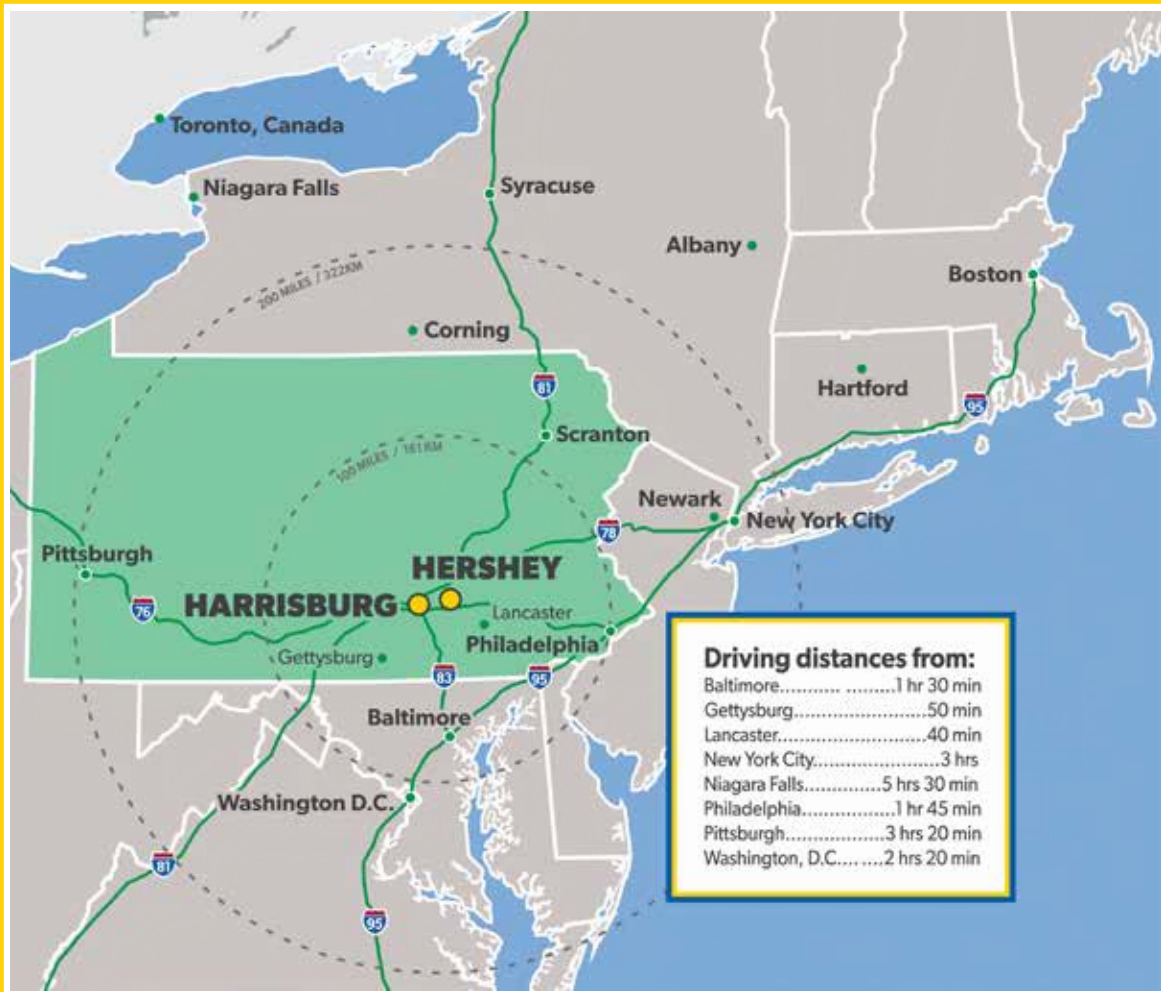 Toronto, Canada
Niagara Falls
Syracuse
Albany
Boston
200 MILES / 322KM
Corning
Hartford
81
95
Scranton
100 MILES / 161KM
Newark
New York City
78
Pittsburgh
HERSHEY
76
HARRISBURG
Lancaster
Philadelphia
Gettysburg
83
95
Baltimore
Washington D.C.
81
95
Driving distances from:
Baltimore........... .........1 hr 30 min
Gettysburg.......................50 min
Lancaster..........................40 min
New York City......................3 hrs
Niagara Falls.............5 hrs 30 min
Philadelphia................1 hr 45 min
Pittsburgh.................3 hrs 20 min
Washington, D.C.... ....2 hrs 20 min